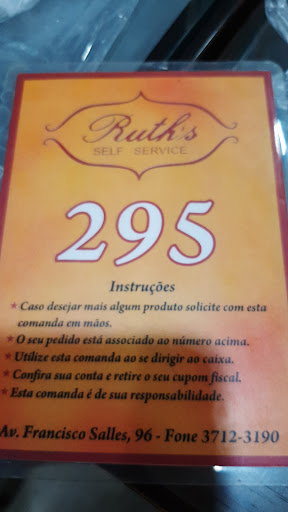 Ruth's
SELF SERVICE
295
Instruções
★ Caso desejar mais algum produto solicite com esta
comanda em mãos.
★ O seu pedido está associado ao número acima.
★ Utilize esta comanda ao se dirigir ao caixa.
★ Confira sua conta e retire o seu cupom fiscal.
★ Esta comanda é de sua responsabilidade.
Av. Francisco Salles, 96 - Fone 3712-3190